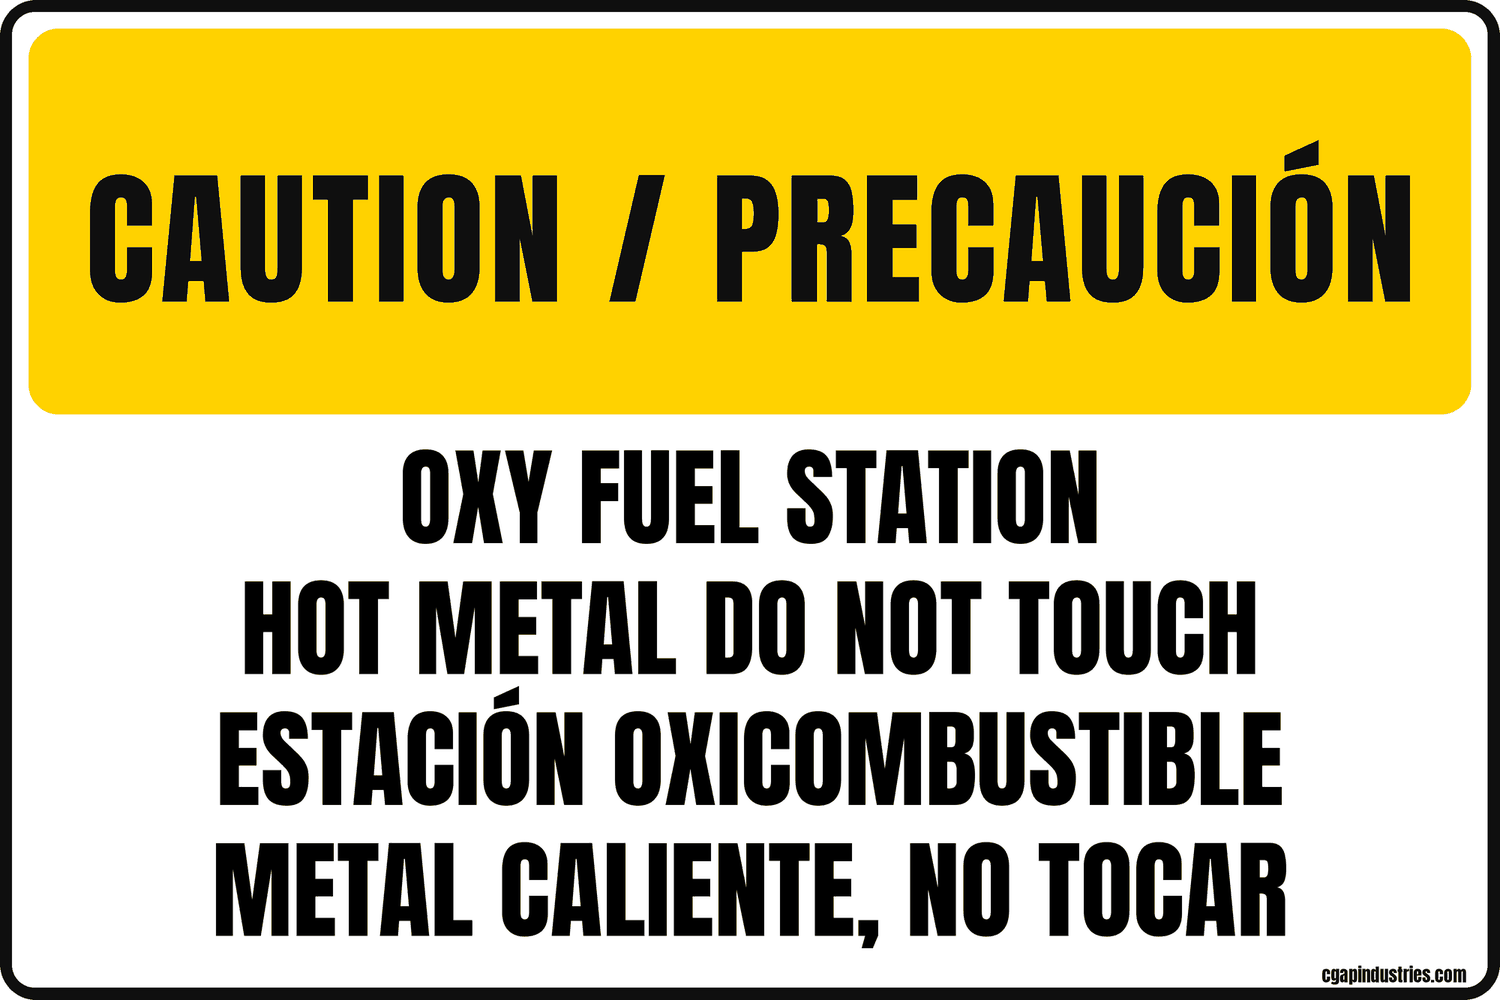 CAUTION / PRECAUCIÓN
OXY FUEL STATION
HOT METAL DO NOT TOUCH
ESTACIÓN OXICOMBUSTIBLE
METAL CALIENTE, NO TOCAR
cgapindustries.com